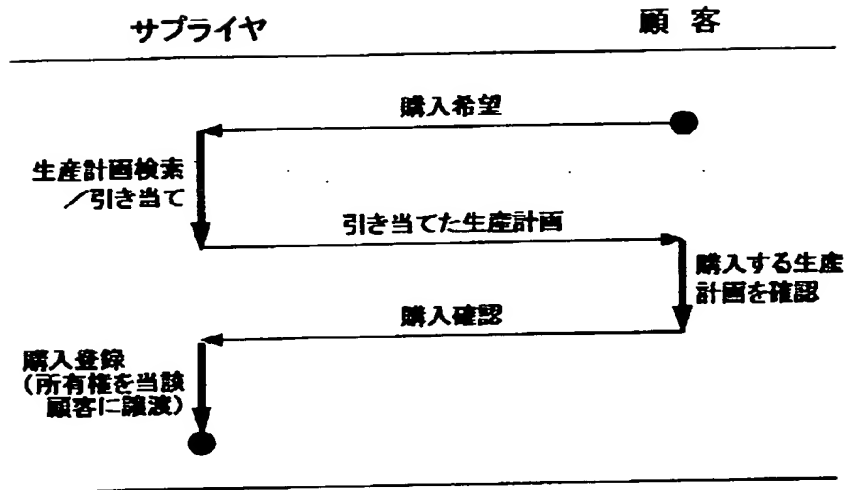 サプライヤ
顧 客
購入希望
生産計画検索
／引き当て
引き当てた生産計画
購入する生産
計画を確認
購入確認
購入登録
（所有権を当該
顧客に譲渡）